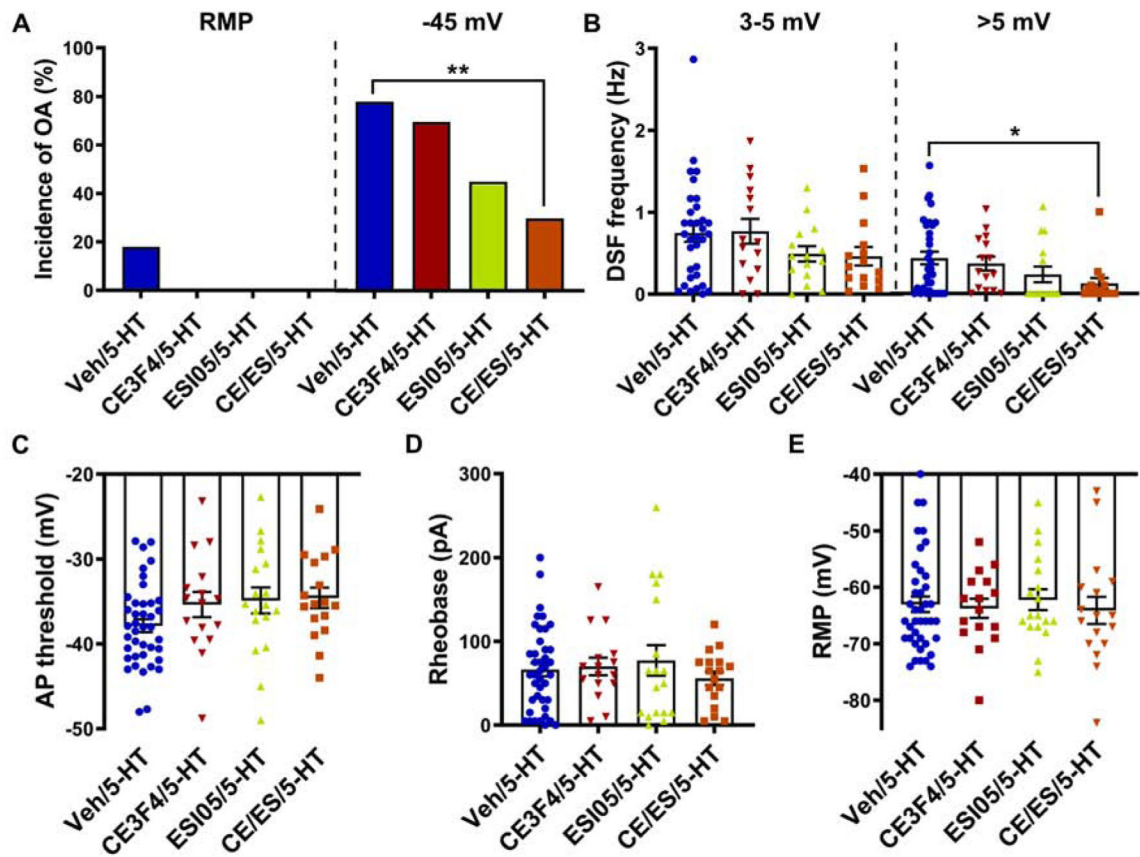 A
RMP
-45 mV
Incidence of OA (%)
100
80
60
40
20
0
**
Veh/5-HT
CE3F4/5-HT
ESI05/5-HT
CE/ES/5-HT
Veh/5-HT
CE3F4/5-HT
ESI05/5-HT
CE/ES/5-HT
B
3-5 mV
>5 mV
DSF frequency (Hz)
3
2
1
0
*
Veh/5-HT
CE3F4/5-HT
ESI05/5-HT
CE/ES/5-HT
Veh/5-HT
CE3F4/5-HT
ESI05/5-HT
CE/ES/5-HT
C
AP threshold (mV)
-20
-30
-40
-50
Veh/5-HT
CE3F4/5-HT
ESI05/5-HT
CE/ES/5-HT
D
Rheobase (pA)
300
200
100
0
Veh/5-HT
CE3F4/5-HT
ESI05/5-HT
CE/ES/5-HT
E
RMP (mV)
-40
-50
-60
-70
-80
Veh/5-HT
CE3F4/5-HT
ESI05/5-HT
CE/ES/5-HT